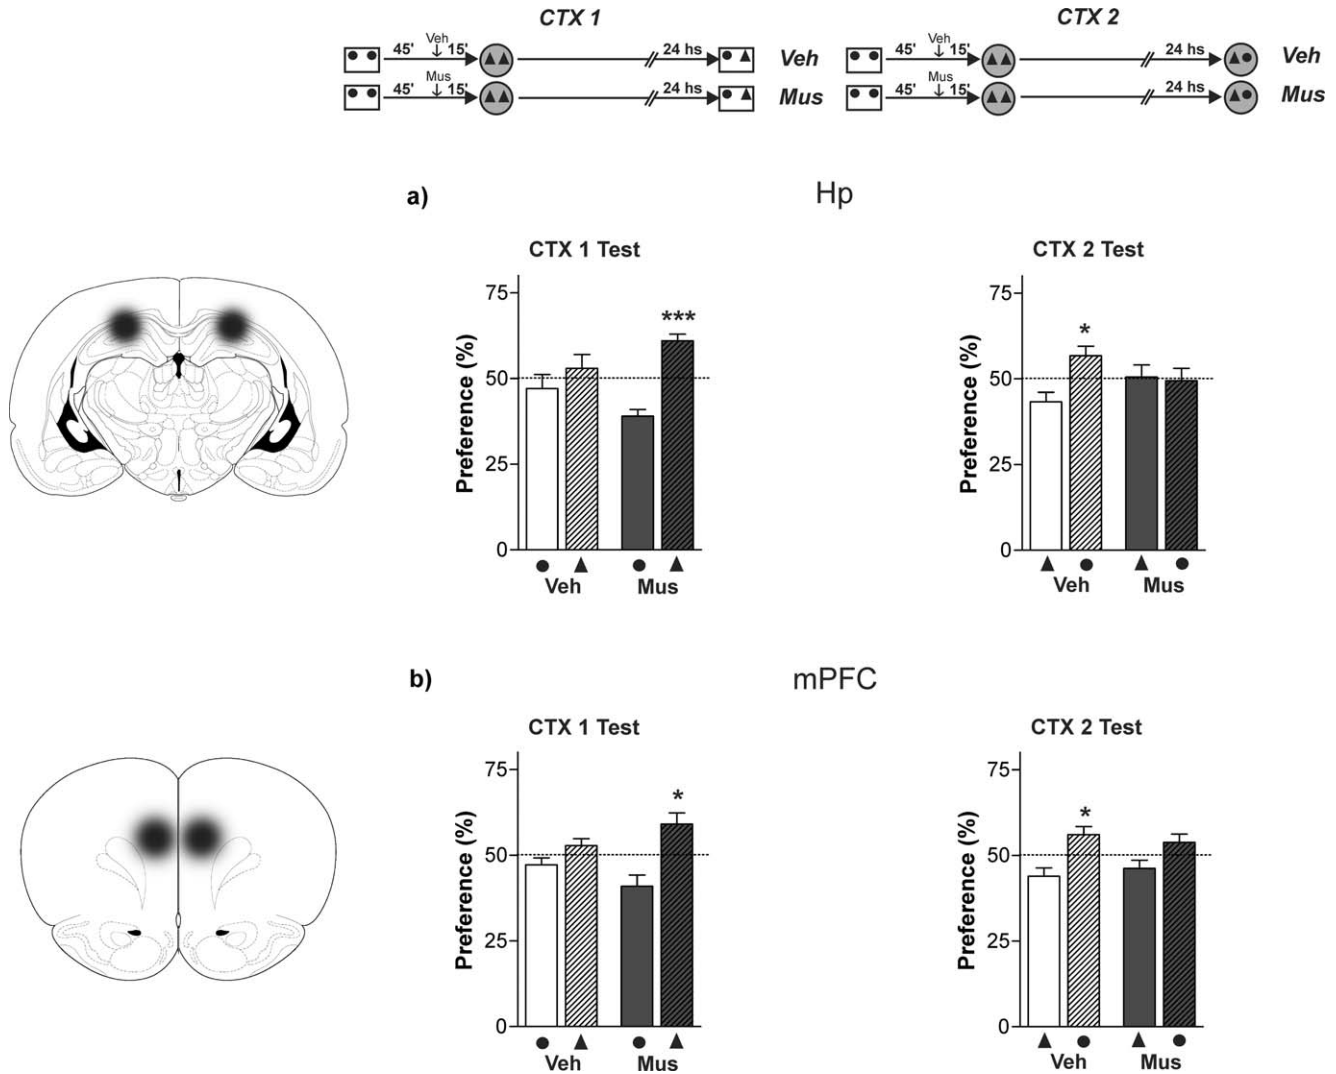 CTX 1
CTX 2
Veh
45' 15' 24 hs Veh
Mus
45' 15' 24 hs Mus
Veh
45' 15' 24 hs Veh
Mus
45' 15' 24 hs Mus
a)
Hp
CTX 1 Test
Preference (%)
75
50
25
0
***
Veh Mus
CTX 2 Test
Preference (%)
75
50
25
0
*
Veh Mus
b)
mPFC
CTX 1 Test
Preference (%)
75
50
25
0
*
Veh Mus
CTX 2 Test
Preference (%)
75
50
25
0
*
Veh Mus